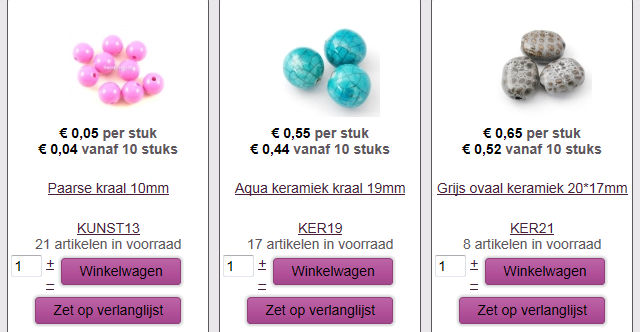 € 0,05 per stuk
€ 0,04 vanaf 10 stuks
Paarse kraal 10mm
KUNST13
21 artikelen in voorraad
1 + Winkelwagen
–
Zet op verlanglijst
€ 0,55 per stuk
€ 0,44 vanaf 10 stuks
Aqua keramiek kraal 19mm
KER19
17 artikelen in voorraad
1 + Winkelwagen
–
Zet op verlanglijst
€ 0,65 per stuk
€ 0,52 vanaf 10 stuks
Grijs ovaal keramiek 20*17mm
KER21
8 artikelen in voorraad
1 + Winkelwagen
–
Zet op verlanglijst